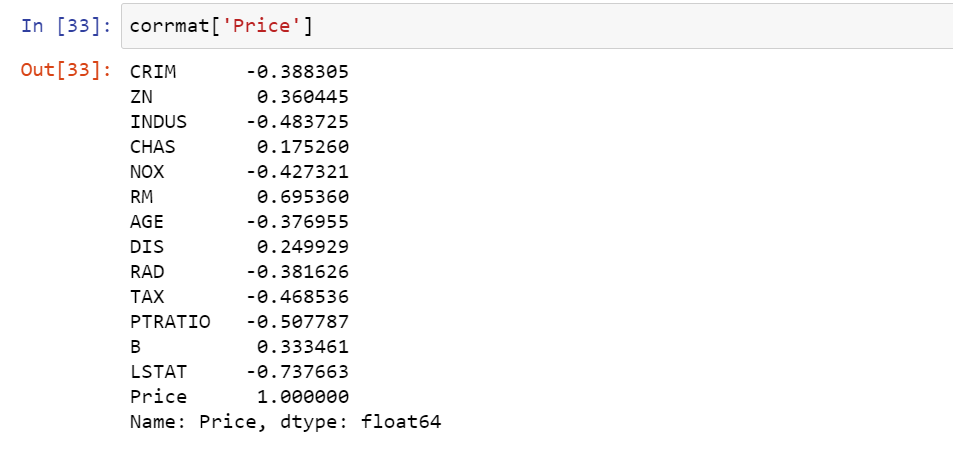 In [33]: corrmat['Price']
Out[33]: CRIM -0.388305
ZN 0.360445
INDUS -0.483725
CHAS 0.175260
NOX -0.427321
RM 0.695360
AGE -0.376955
DIS 0.249929
RAD -0.381626
TAX -0.468536
PTRATIO -0.507787
B 0.333461
LSTAT -0.737663
Price 1.000000
Name: Price, dtype: float64